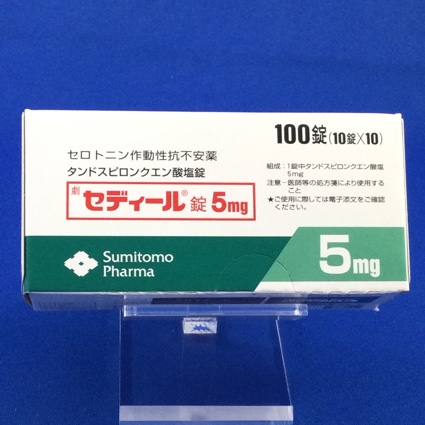 100錠(10錠×10)
セロトニン作動性抗不安薬
タンドスピロンクエン酸塩錠
劇 セディール®錠 5mg
組成:1錠中タンドスピロンクエン酸塩
5mg
注意-医師等の処方箋により使用する
こと
★ご使用に際しては電子添文をご確認
ください。
Sumitomo
Pharma
5mg